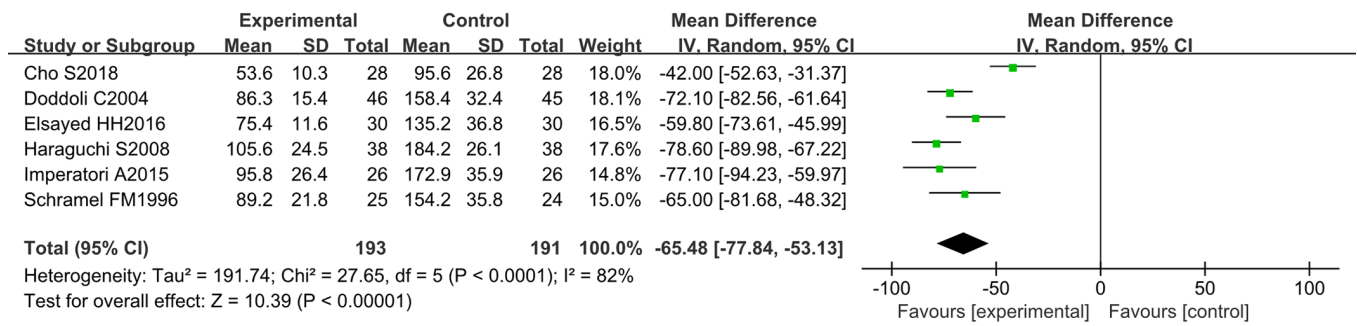 Experimental Control Mean Difference Mean Difference
Study or Subgroup Mean SD Total Mean SD Total Weight IV, Random, 95% CI IV, Random, 95% CI
Cho S2018 53.6 10.3 28 95.6 26.8 28 18.0% -42.00 [-52.63, -31.37]
Doddoli C2004 86.3 15.4 46 158.4 32.4 45 18.1% -72.10 [-82.56, -61.64]
Elsayed HH2016 75.4 11.6 30 135.2 36.8 30 16.5% -59.80 [-73.61, -45.99]
Haraguchi S2008 105.6 24.5 38 184.2 26.1 38 17.6% -78.60 [-89.98, -67.22]
Imperatori A2015 95.8 26.4 26 172.9 35.9 26 14.8% -77.10 [-94.23, -59.97]
Schramel FM1996 89.2 21.8 25 154.2 35.8 24 15.0% -65.00 [-81.68, -48.32]
Total (95% CI) 193 191 100.0% -65.48 [-77.84, -53.13]
Heterogeneity: Tau² = 191.74; Chi² = 27.65, df = 5 (P < 0.0001); I² = 82%
Test for overall effect: Z = 10.39 (P < 0.00001)
-100 -50 0 50 100
Favours [experimental] Favours [control]